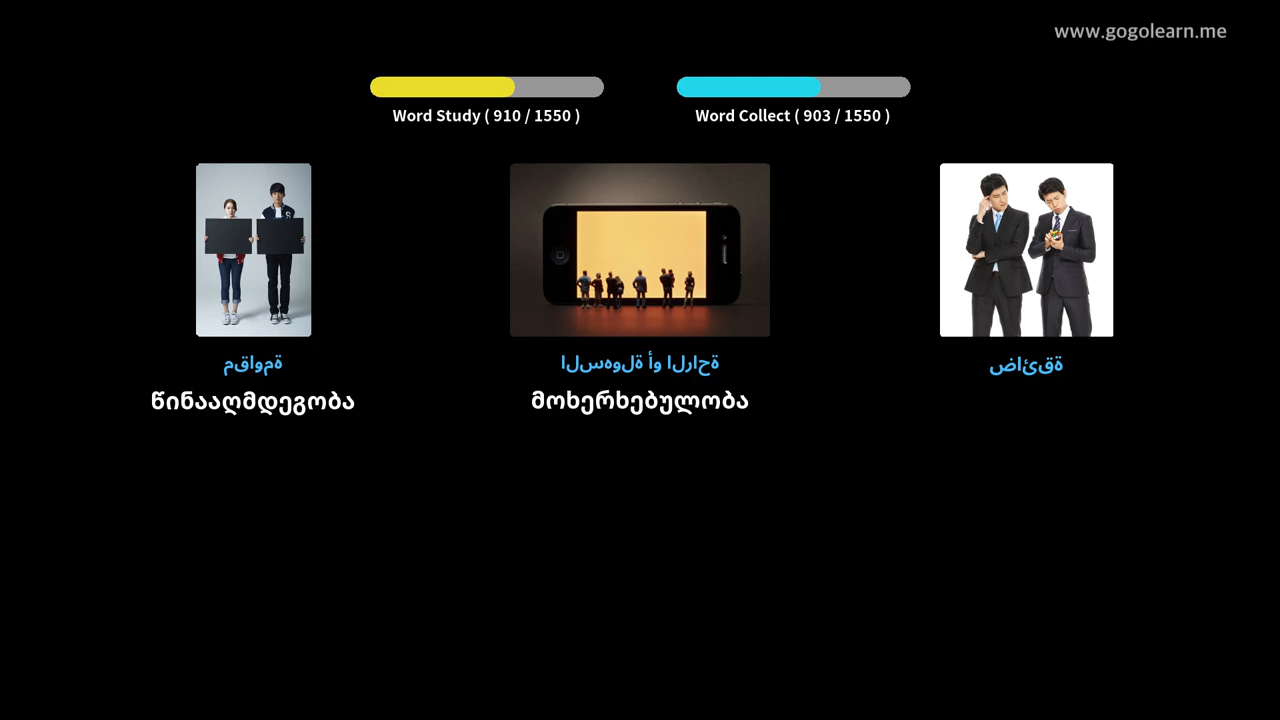 www.gogolearn.me
Word Study ( 910 / 1550 )
Word Collect ( 903 / 1550 )
مقاومة
السهولة أو الراحة
ضائقة
წინააღმდეგობა
მოხერხებულობა